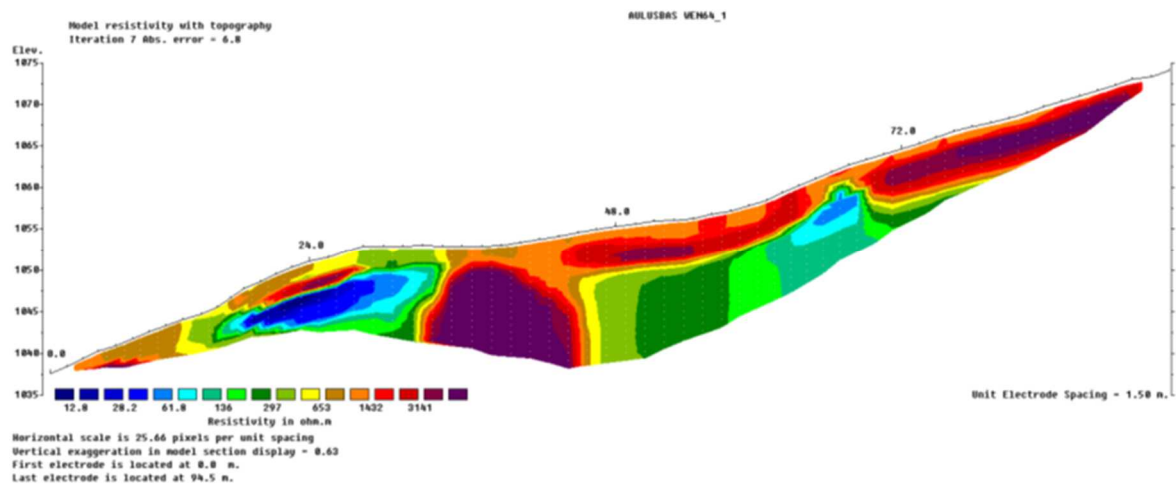 AULUSBAS WEN64_1
Model resistivity with topography
Iteration 7 Abs. error = 6.8
Elev.
1075
1070
72.0
1065
1060
48.0
1055
24.0
1050
1045
1040
0.0
1035
Unit Electrode Spacing = 1.50 m.
12.8 28.2 61.8 136 297 653 1432 3141
Resistivity in ohm.m
Horizontal scale is 25.66 pixels per unit spacing
Vertical exaggeration in model section display = 0.63
First electrode is located at 0.0 m.
Last electrode is located at 94.5 m.